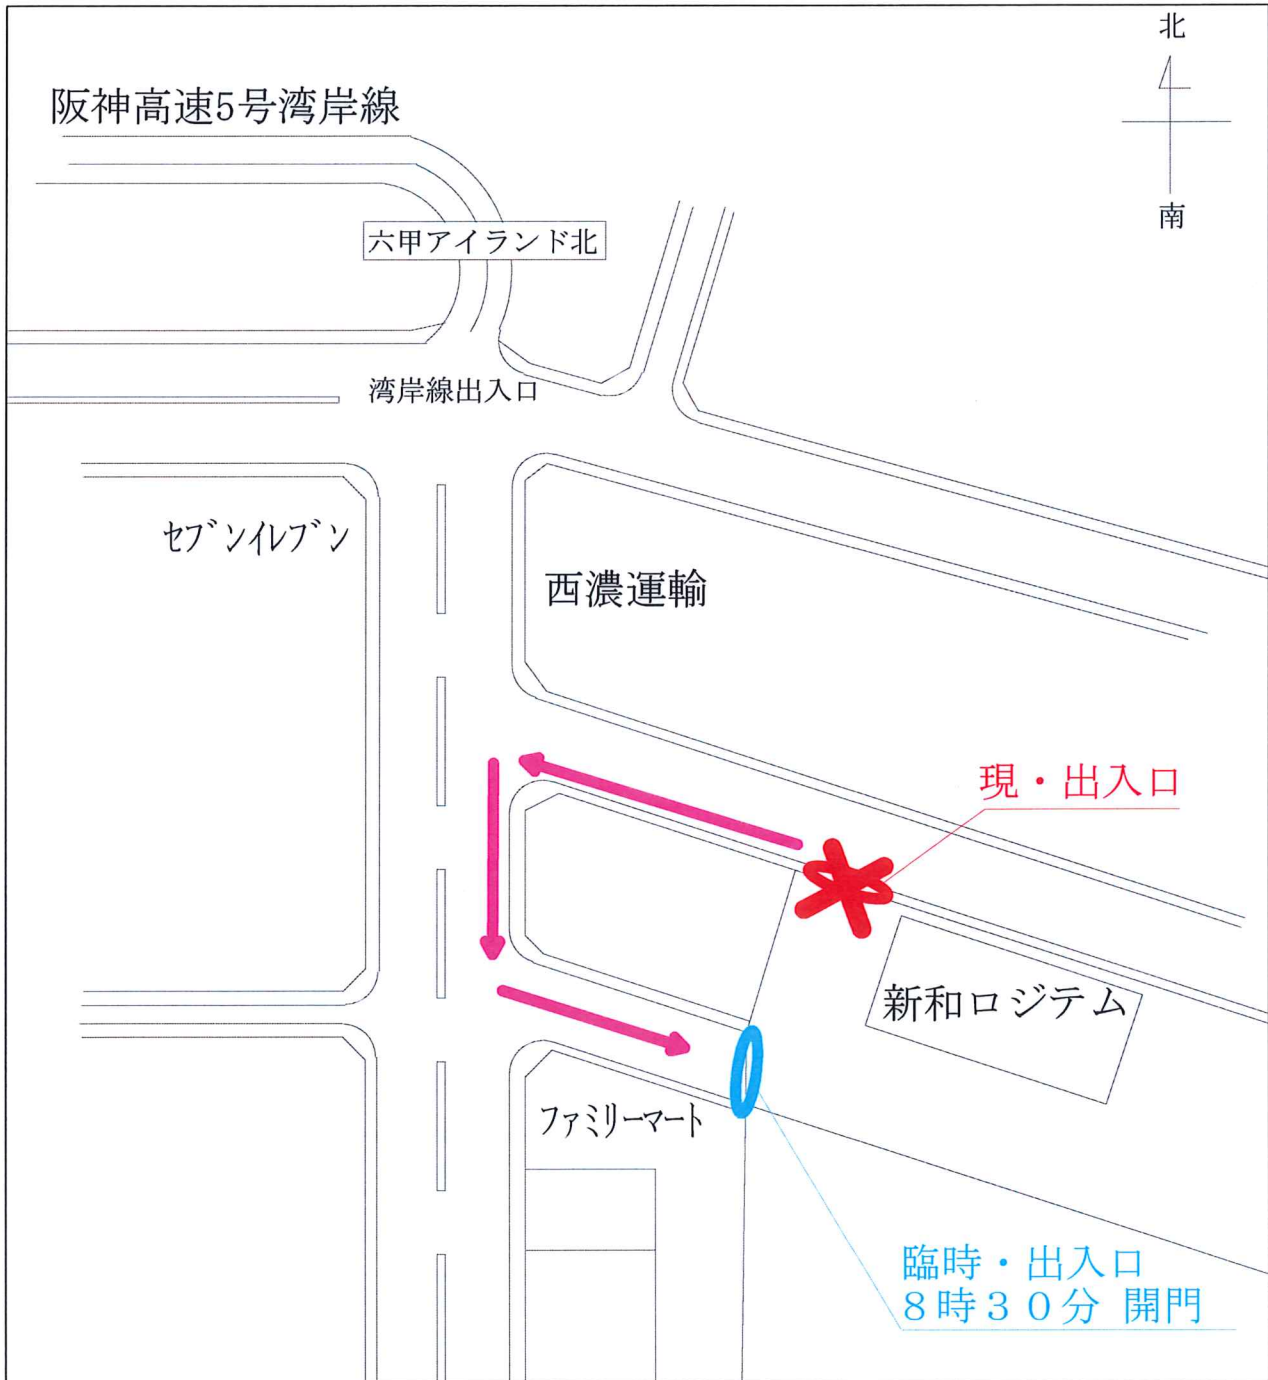 北
阪神高速5号湾岸線
南
六甲アイランド北
湾岸線出入口
セブンイレブン
西濃運輸
現・出入口
新和ロジテム
ファミリーマート
臨時・出入口
８時３０分 開門